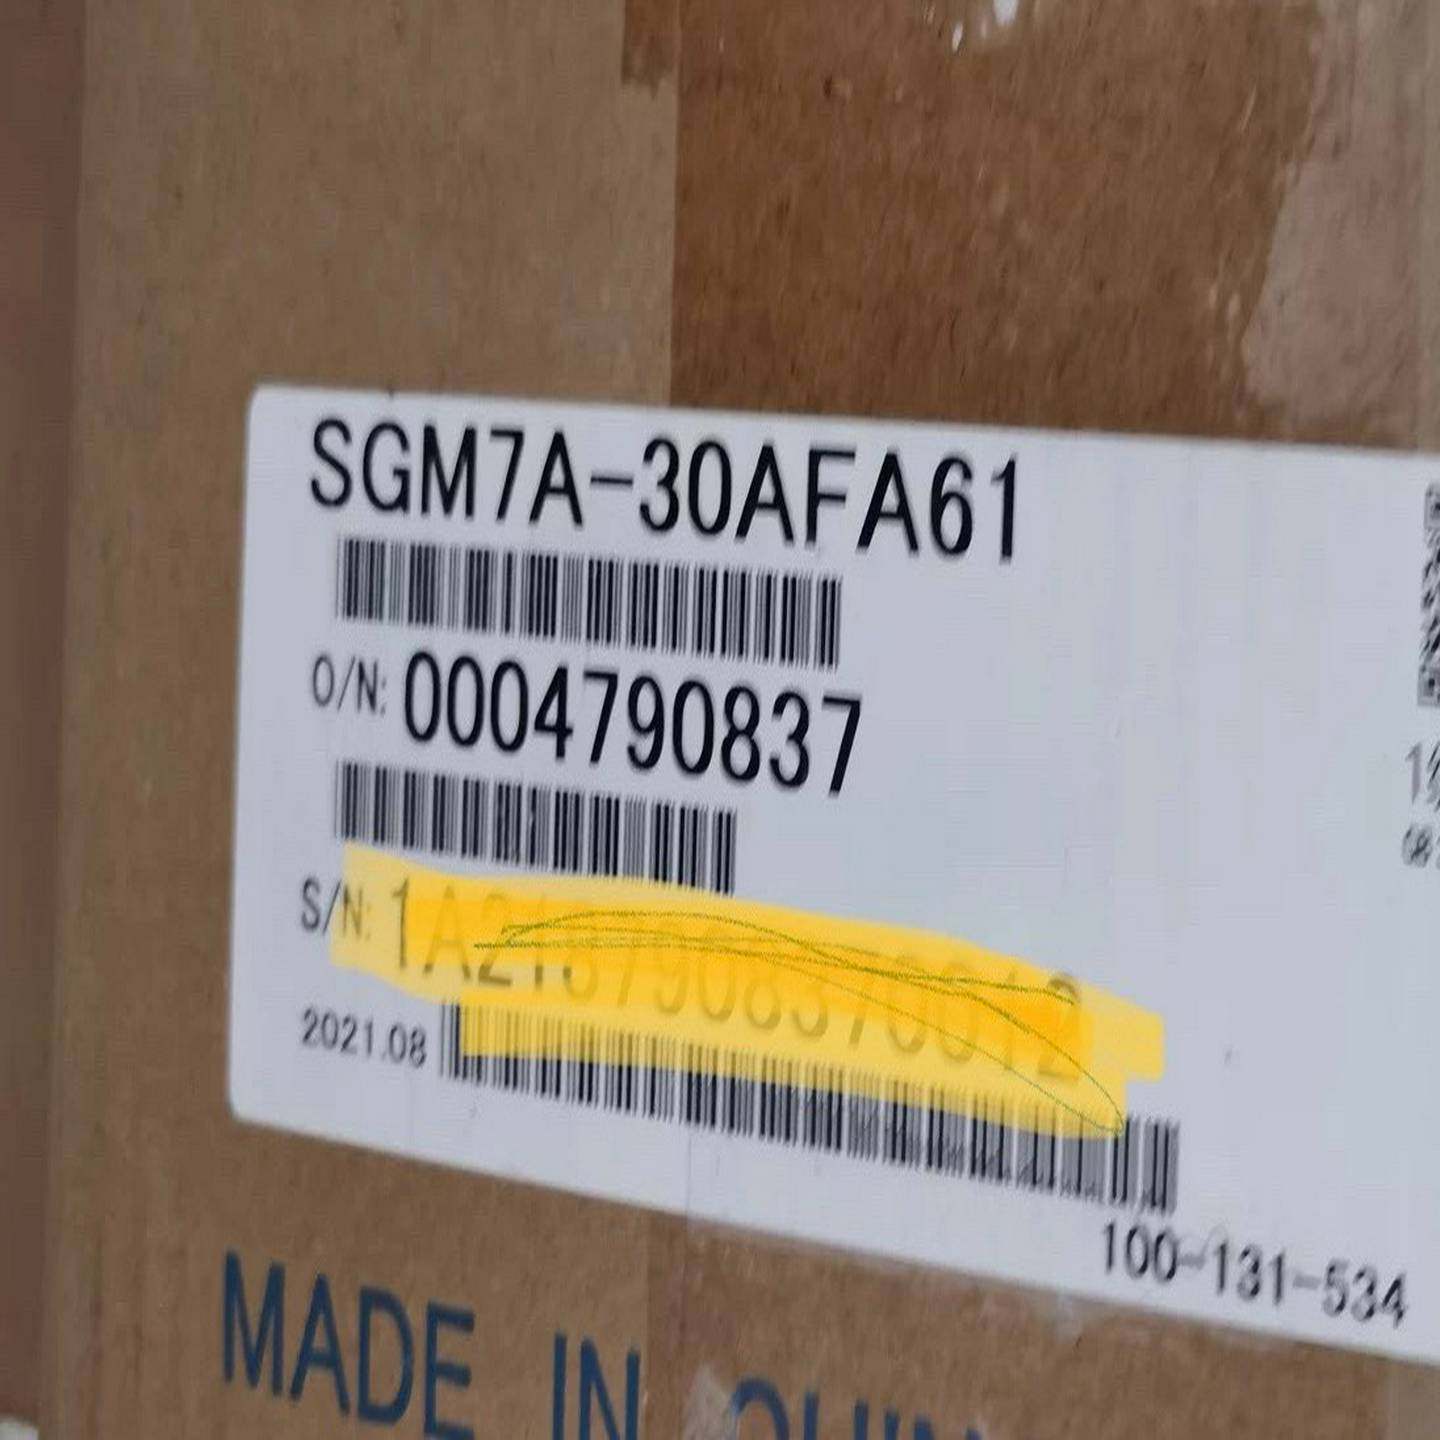 SGM7A-30AFA61
O/N: 0004790837
S/N:
2021.08
100-131-534
MADE IN